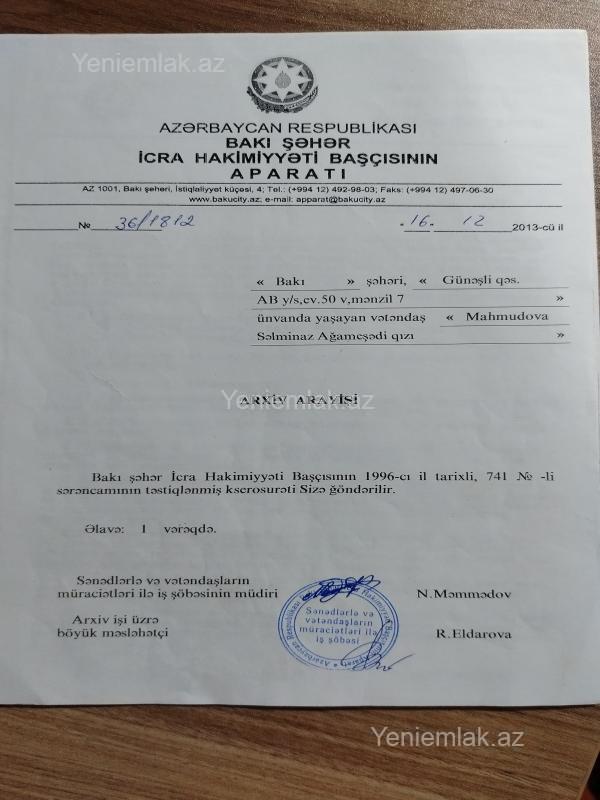 Yeniemlak.az
AZƏRBAYCAN RESPUBLİKASI
BAKI ŞƏHƏR
İCRA HAKİMİYYƏTİ BAŞÇISININ
APARATI
AZ 1001, Bakı şəhəri, İstiqlaliyyət küçəsi, 4; Tel.: (+994 12) 492-98-03; Faks: (+994 12) 497-06-30
www.bakucity.az; e-mail: apparat@bakucity.az
№ 36/1812 16. 12 2013-cü il
« Bakı » şəhəri, « Günəşli qəs.
AB y/s,ev.50 v,mənzil 7 »
ünvanda yaşayan vətəndaş « Mahmudova
Səlminaz Ağaməşədi qızı »
ARXİV ARAYIŞI
Yeniemlak.az
Bakı şəhər İcra Hakimiyyəti Başçısının 1996-cı il tarixli, 741 № -li
sərəncamının təstiqlənmiş kserosurəti Sizə göndərilir.
Əlavə: 1 vərəqdə.
Sənədlərlə və vətəndaşların
müraciətləri ilə iş şöbəsinin müdiri N.Məmmədov
Arxiv işi üzrə
böyük məsləhətçi R.Eldarova
Sənədlərlə və
vətəndaşların
müraciətləri ilə
iş şöbəsi
Yeniemlak.az